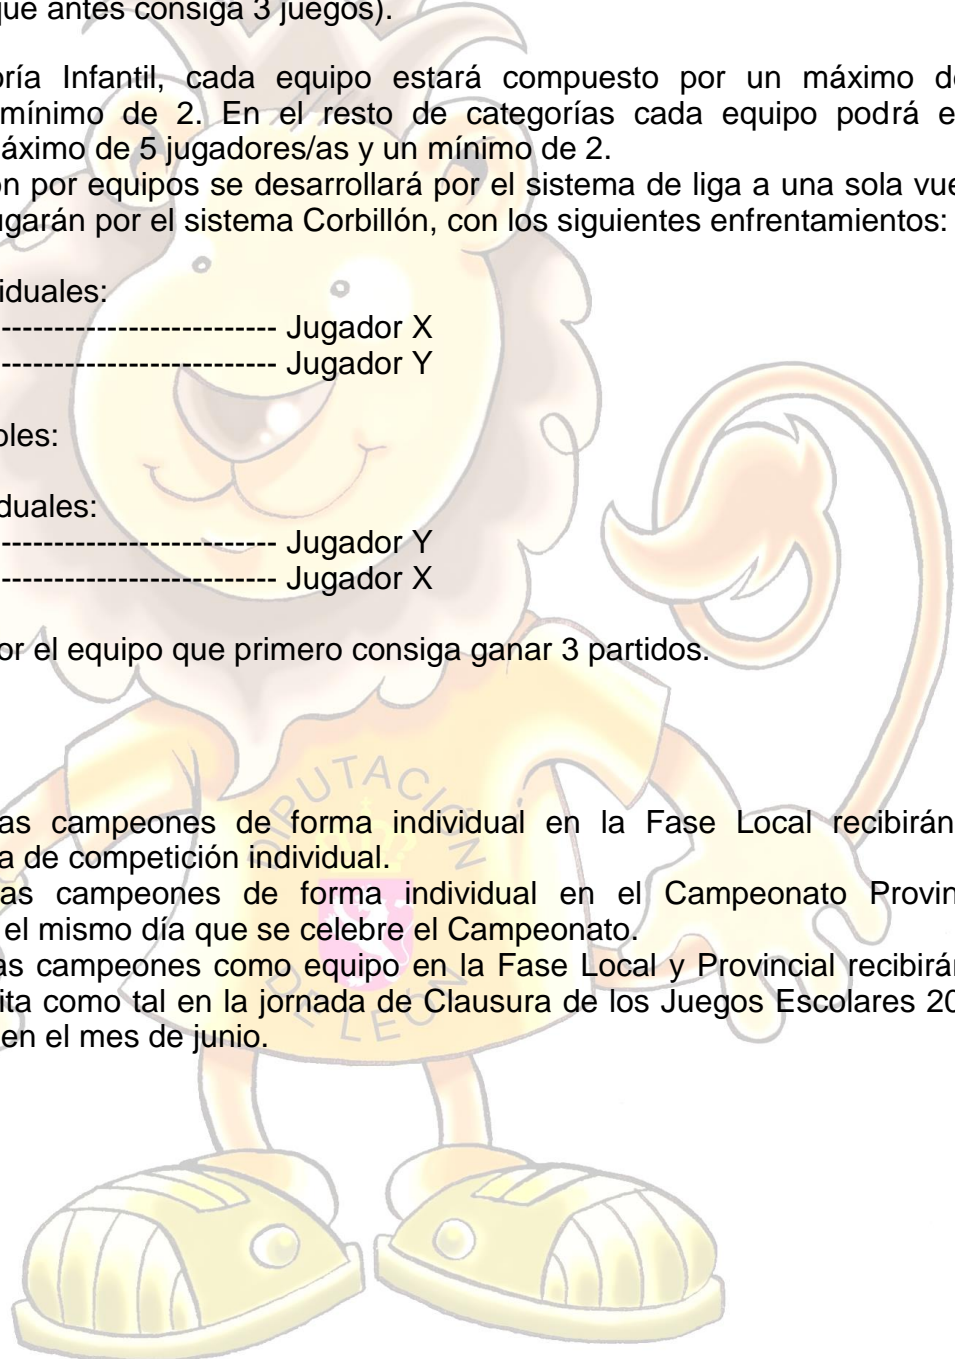 que antes consiga 3 juegos).
oría Infantil, cada equipo estará compuesto por un máximo de
mínimo de 2. En el resto de categorías cada equipo podrá e
áximo de 5 jugadores/as y un mínimo de 2.
ón por equipos se desarrollará por el sistema de liga a una sola vue
ugarán por el sistema Corbillón, con los siguientes enfrentamientos:
iduales:
-------------------------- Jugador X
-------------------------- Jugador Y
bles:
duales:
-------------------------- Jugador Y
-------------------------- Jugador X
or el equipo que primero consiga ganar 3 partidos.
as campeones de forma individual en la Fase Local recibirán
a de competición individual.
as campeones de forma individual en el Campeonato Provin
el mismo día que se celebre el Campeonato.
as campeones como equipo en la Fase Local y Provincial recibirán
ita como tal en la jornada de Clausura de los Juegos Escolares 20
en el mes de junio.
DIPUTACIÓN
DE LEÓN